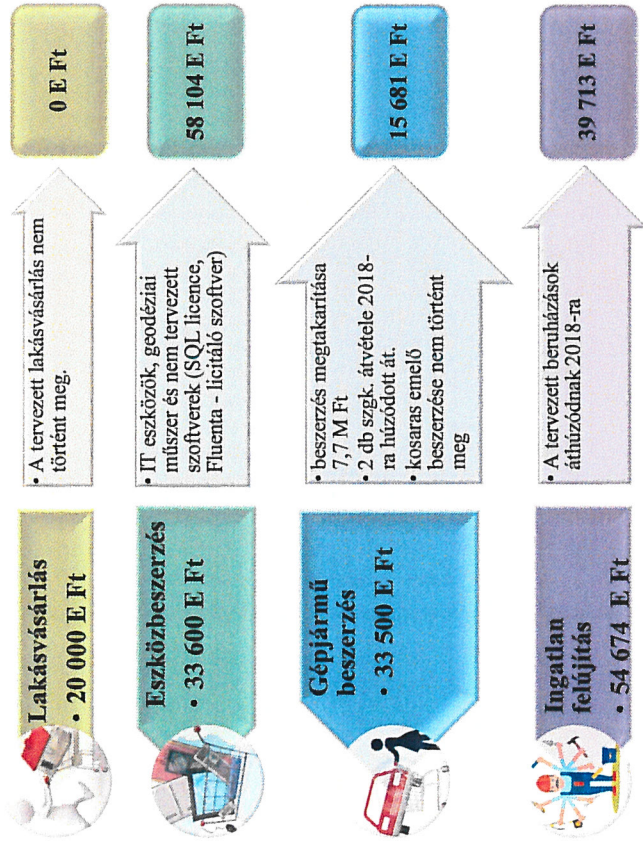 Lakásvásárlás
• 20 000 E Ft
• A tervezett lakásvásárlás nem
történt meg.
0 E Ft
Eszközbeszerzés
• 33 600 E Ft
• IT eszközök, geodéziai
műszer és nem tervezett
szoftverek (SQL licence,
Fluenta - licitáló szoftver)
58 104 E Ft
Gépjármű
beszerzés
• 33 500 E Ft
• beszerzés megtakarítása
7,7 M Ft
• 2 db szgk. átvétele 2018-
ra húzódott át.
• kosaras emelő
beszerzése nem történt
meg
15 681 E Ft
Ingatlan
felújítás
• 54 674 E Ft
• A tervezett beruházások
áthúzódnak 2018-ra
39 713 E Ft